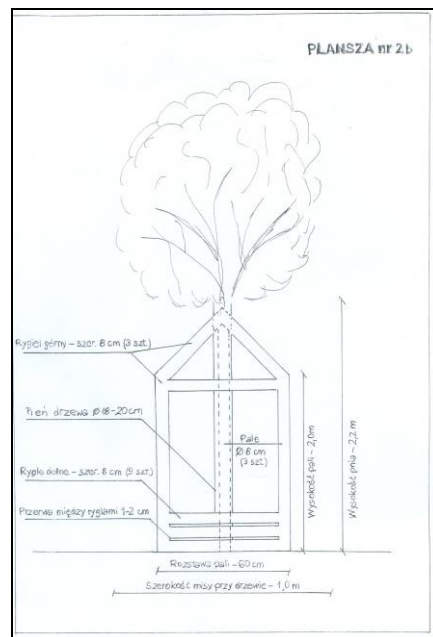 PLANSZA nr 2b
Rygiel górny - szer. 8 cm (3 szt.)
Pień drzewa Ø 18-20cm
Pale
Ø 8 cm
(3 szt.)
Rygle dolne - szer. 8 cm (9 szt.)
Przerwa między ryglami 1-2 cm
Wysokość pali - 2,0m
Wysokość pnia - 2,2 m
Rozstawa pali - 60 cm
Szerokość misy przy drzewie - 1,0 m